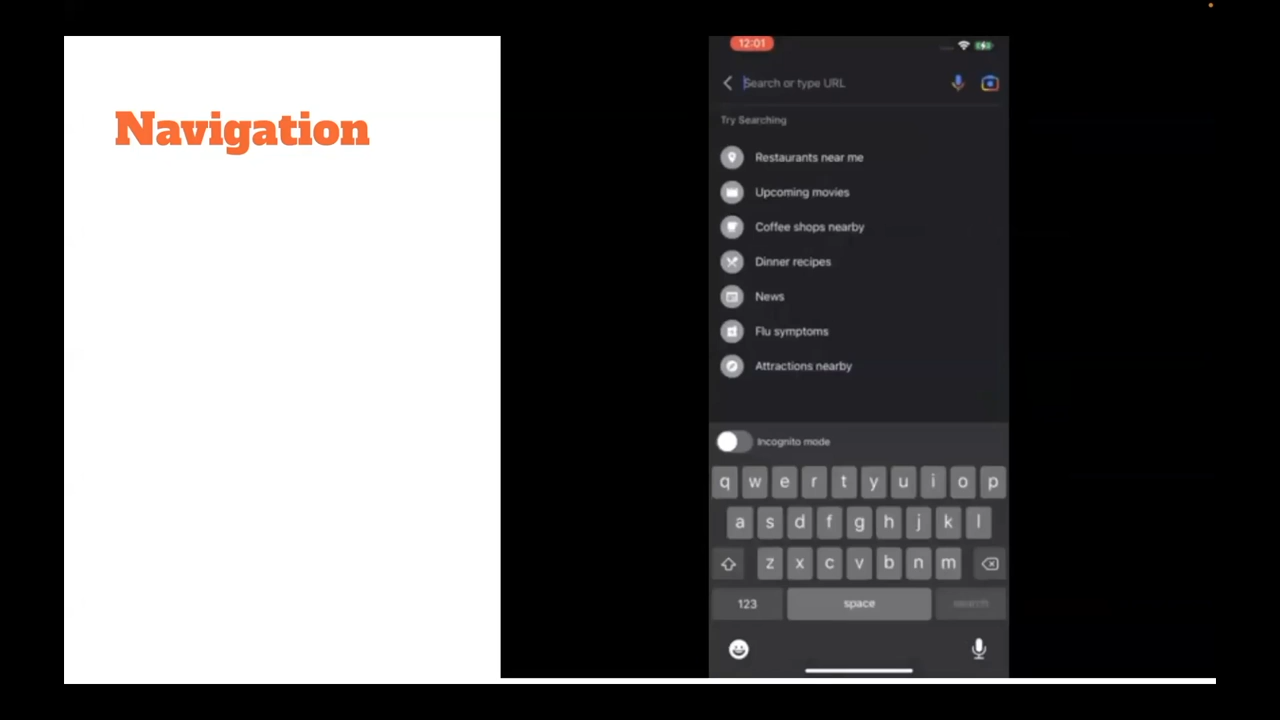 Navigation
12:01
Search or type URL
Try Searching
Restaurants near me
Upcoming movies
Coffee shops nearby
Dinner recipes
News
Flu symptoms
Attractions nearby
Incognito mode
q w e r t y u i o p
a s d f g h j k l
z x c v b n m
123 space search